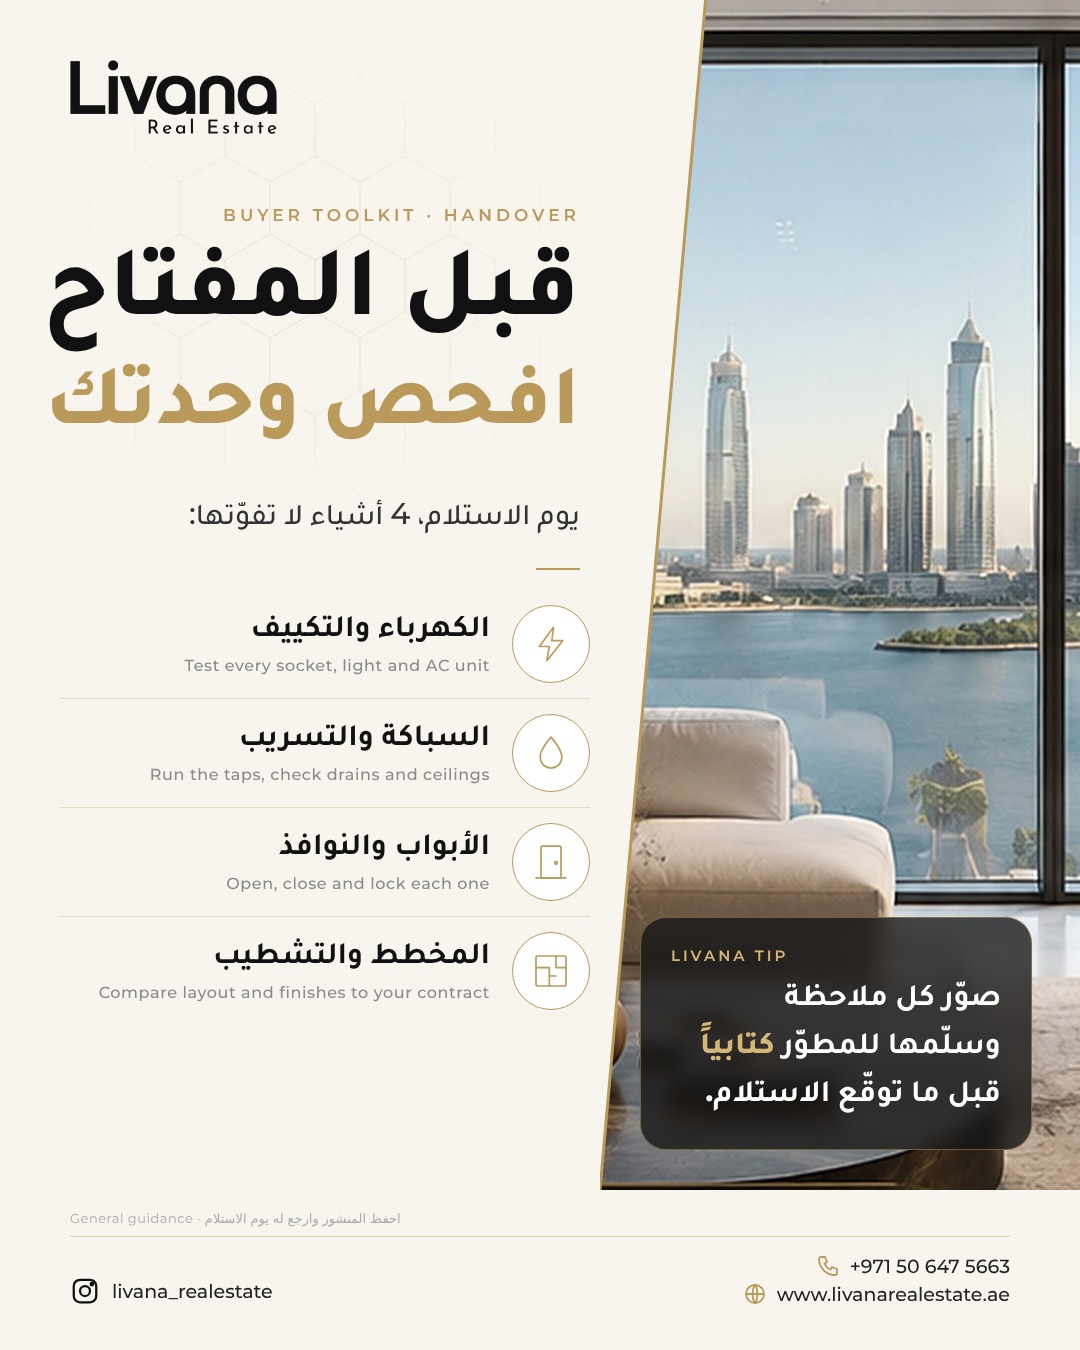 Livana
Real Estate
BUYER TOOLKIT · HANDOVER
قبل المفتاح
افحص وحدتك
يوم الاستلام، 4 أشياء لا تفوّتها:
الكهرباء والتكييف
Test every socket, light and AC unit
السباكة والتسريب
Run the taps, check drains and ceilings
الأبواب والنوافذ
Open, close and lock each one
المخطط والتشطيب
Compare layout and finishes to your contract
LIVANA TIP
صوّر كل ملاحظة
وسلّمها للمطوّر كتابياً
قبل ما توقّع الاستلام.
General guidance · احفظ المنشور وارجع له يوم الاستلام
livana_realestate
+971 50 647 5663
www.livanarealestate.ae